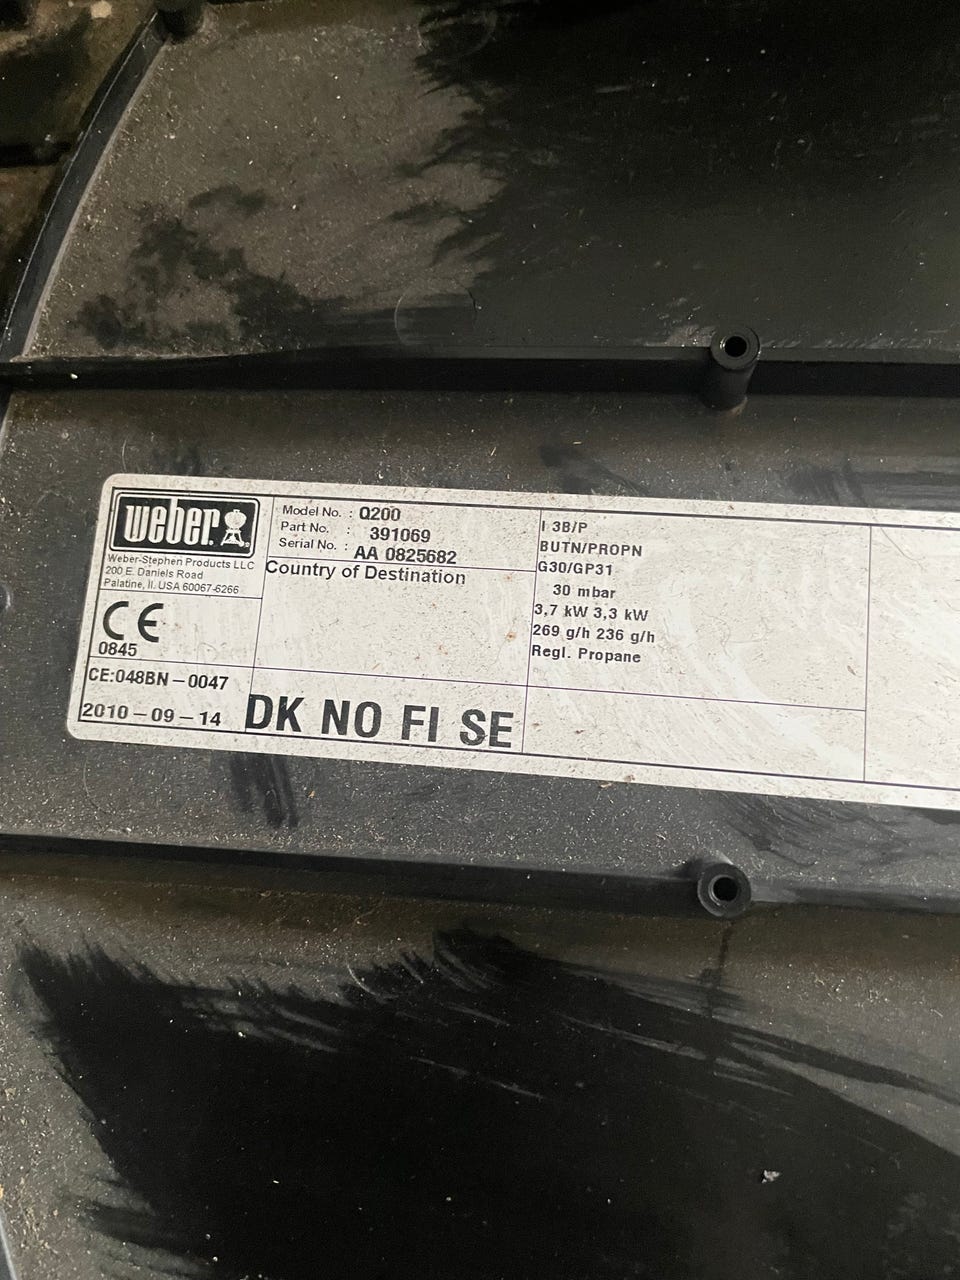 weber
Weber-Stephen Products LLC
200 E. Daniels Road
Palatine, Il. USA 60067-6266
CE
0845
CE:048BN-0047
2010-09-14
Model No. : Q200
Part No. : 391069
Serial No. : AA 0825682
Country of Destination
DK NO FI SE
I 3B/P
BUTN/PROPN
G30/GP31
30 mbar
3,7 kW 3,3 kW
269 g/h 236 g/h
Regl. Propane